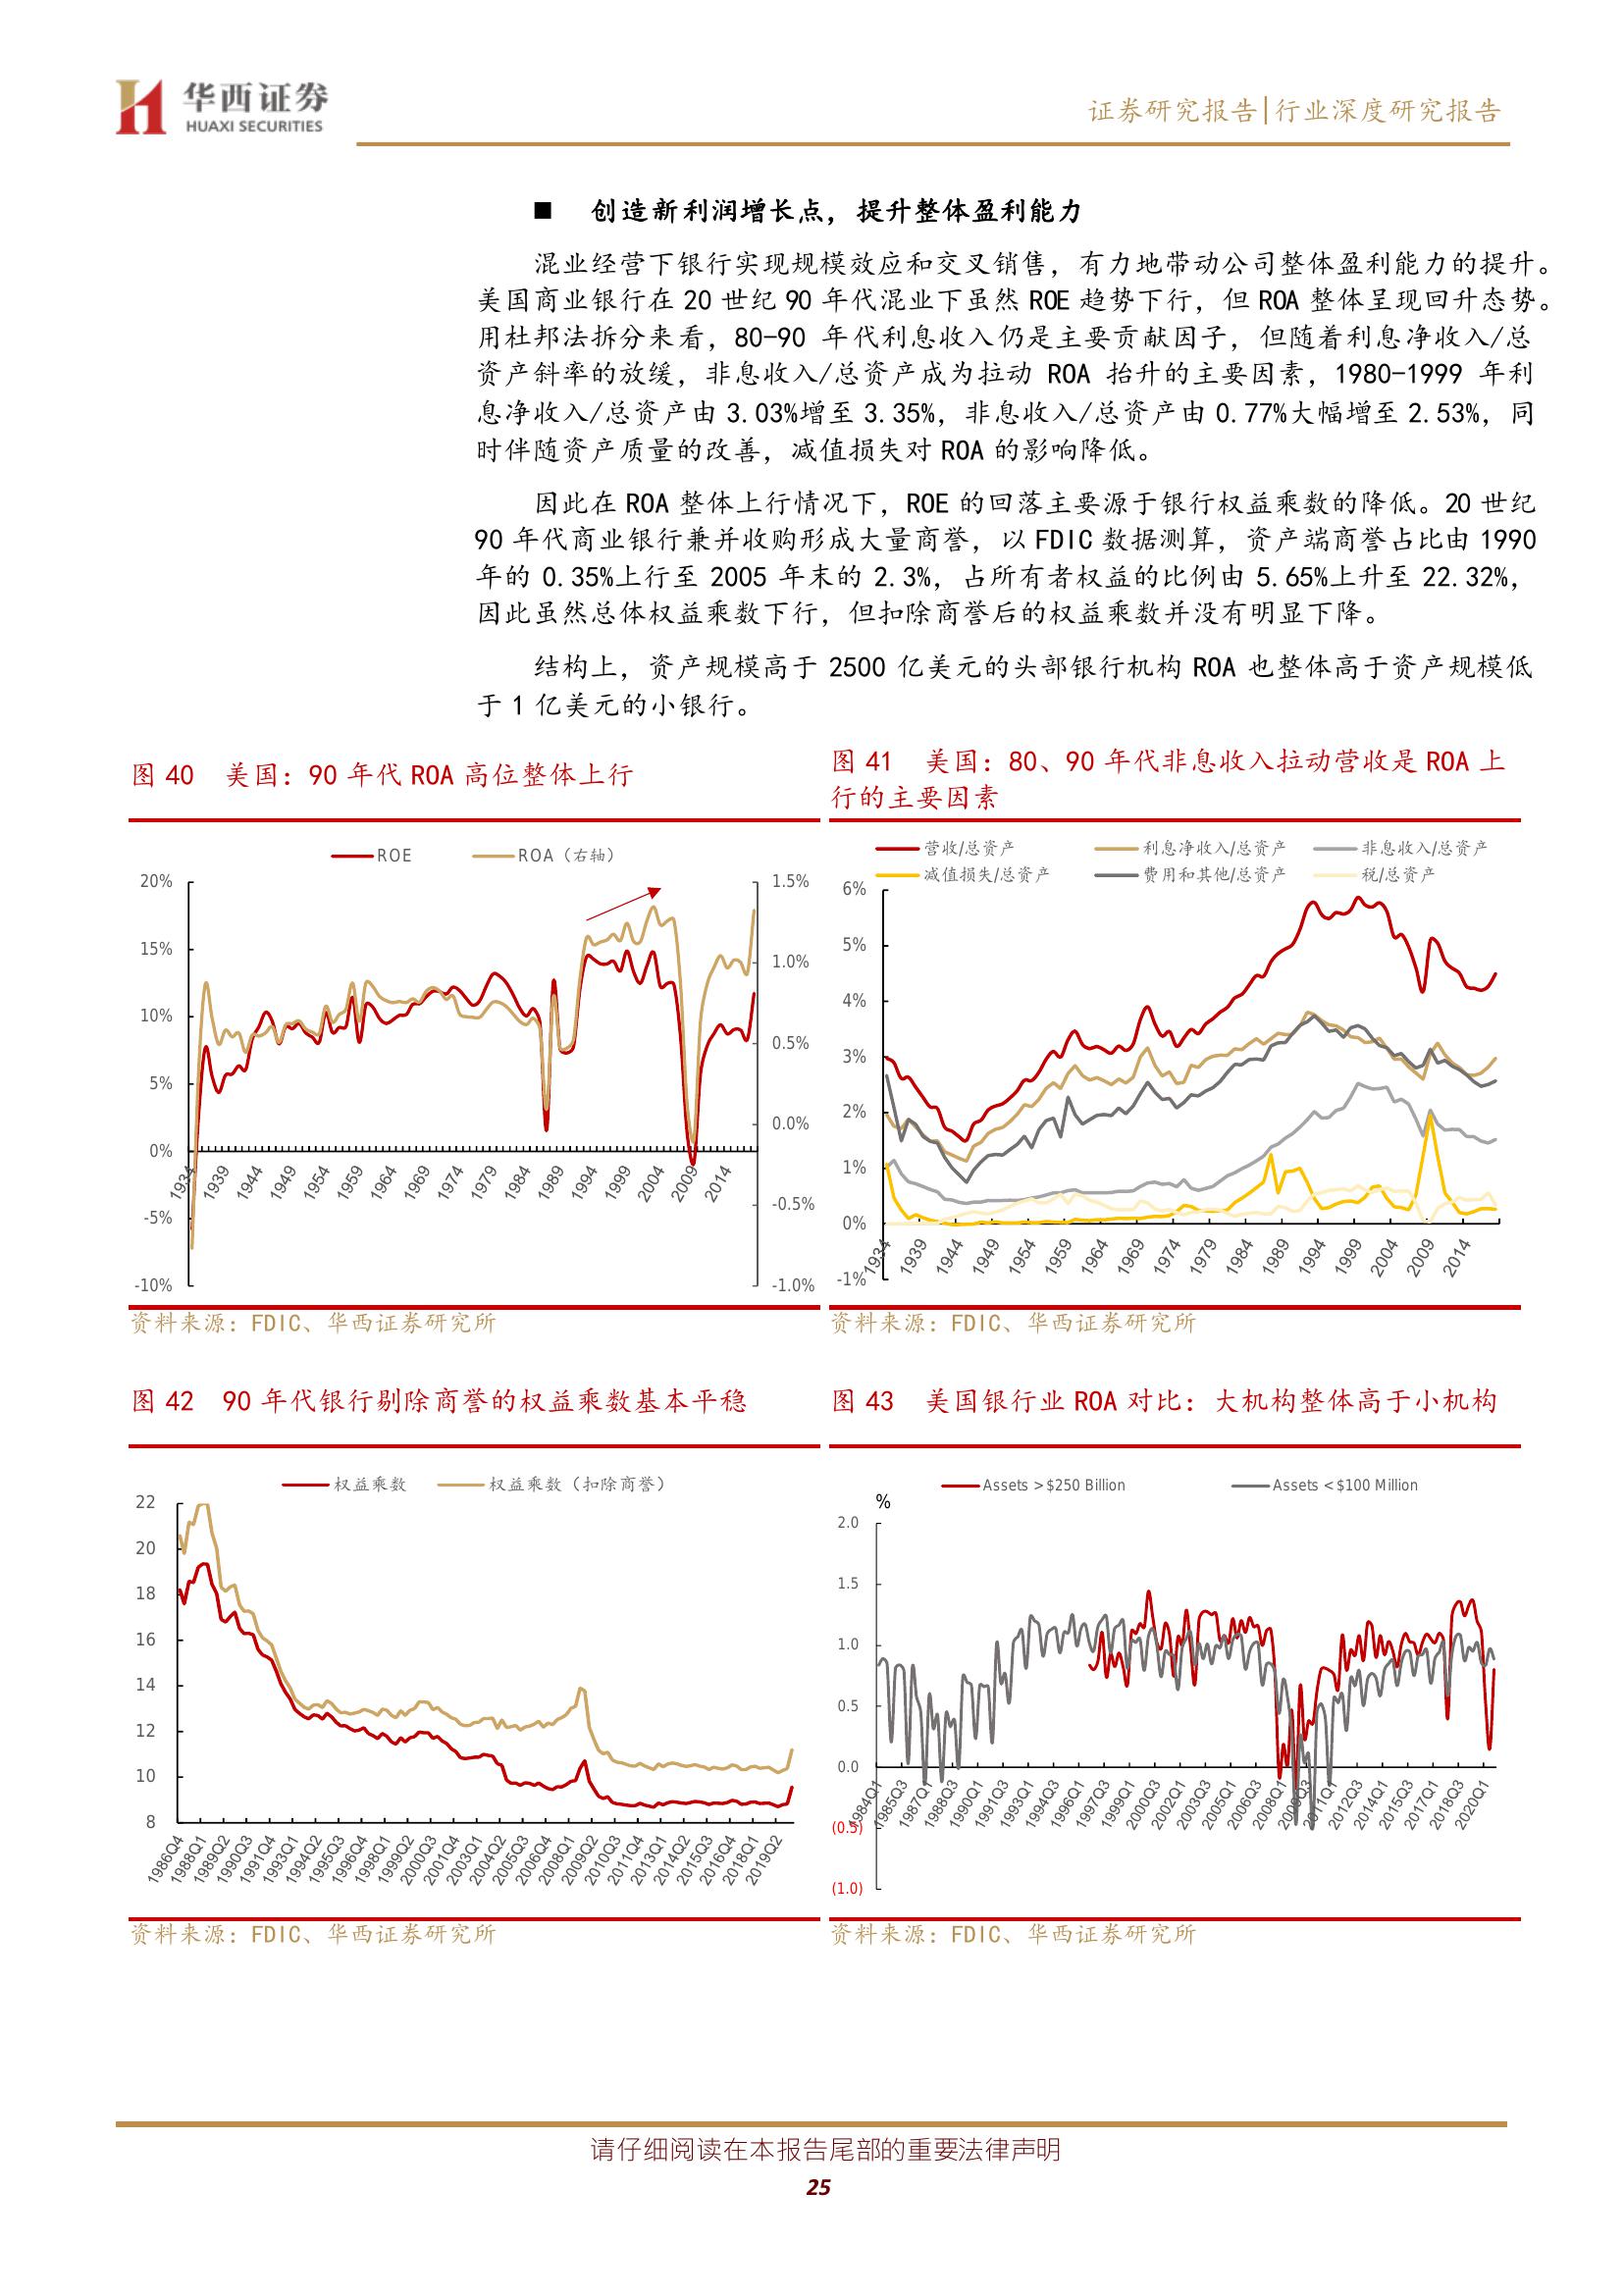 华西证券
HUAXI SECURITIES
证券研究报告|行业深度研究报告
■ 创造新利润增长点，提升整体盈利能力
混业经营下银行实现规模效应和交叉销售，有力地带动公司整体盈利能力的提升。
美国商业银行在 20 世纪 90 年代混业下虽然 ROE 趋势下行，但 ROA 整体呈现回升态势。
用杜邦法拆分来看，80-90 年代利息收入仍是主要贡献因子，但随着利息净收入/总
资产斜率的放缓，非息收入/总资产成为拉动 ROA 抬升的主要因素，1980-1999 年利
息净收入/总资产由 3.03%增至 3.35%，非息收入/总资产由 0.77%大幅增至 2.53%，同
时伴随资产质量的改善，减值损失对 ROA 的影响降低。
因此在 ROA 整体上行情况下，ROE 的回落主要源于银行权益乘数的降低。20 世纪
90 年代商业银行兼并收购形成大量商誉，以 FDIC 数据测算，资产端商誉占比由 1990
年的 0.35%上行至 2005 年末的 2.3%，占所有者权益的比例由 5.65%上升至 22.32%，
因此虽然总体权益乘数下行，但扣除商誉后的权益乘数并没有明显下降。
结构上，资产规模高于 2500 亿美元的头部银行机构 ROA 也整体高于资产规模低
于 1 亿美元的小银行。
图 40 美国：90 年代 ROA 高位整体上行
ROE ROA（右轴）
20% 1.5%
15%
1.0%
10%
0.5%
5%
0.0%
0%
1934 1939 1944 1949 1954 1959 1964 1969 1974 1979 1984 1989 1994 1999 2004 2009 2014
-0.5%
-5%
-10% -1.0%
资料来源：FDIC、华西证券研究所
图 41 美国：80、90 年代非息收入拉动营收是 ROA 上
行的主要因素
营收/总资产 利息净收入/总资产 非息收入/总资产
减值损失/总资产 费用和其他/总资产 税/总资产
6%
5%
4%
3%
2%
1%
0%
-1%
1934 1939 1944 1949 1954 1959 1964 1969 1974 1979 1984 1989 1994 1999 2004 2009 2014
资料来源：FDIC、华西证券研究所
图 42 90 年代银行剔除商誉的权益乘数基本平稳
权益乘数 权益乘数（扣除商誉）
22
20
18
16
14
12
10
8
1986Q4 1988Q1 1989Q2 1990Q3 1991Q4 1993Q1 1994Q2 1995Q3 1996Q4 1998Q1 1999Q2 2000Q3 2001Q4 2003Q1 2004Q2 2005Q3 2006Q4 2008Q1 2009Q2 2010Q3 2011Q4 2013Q1 2014Q2 2015Q3 2016Q4 2018Q1 2019Q2
资料来源：FDIC、华西证券研究所
图 43 美国银行业 ROA 对比：大机构整体高于小机构
Assets > $250 Billion Assets < $100 Million
%
2.0
1.5
1.0
0.5
0.0
(0.5)
(1.0)
1984Q1 1985Q3 1987Q1 1988Q3 1990Q1 1991Q3 1993Q1 1994Q3 1996Q1 1997Q3 1999Q1 2000Q3 2002Q1 2003Q3 2005Q1 2006Q3 2008Q1 2009Q3 2011Q1 2012Q3 2014Q1 2015Q3 2017Q1 2018Q3 2020Q1
资料来源：FDIC、华西证券研究所
请仔细阅读在本报告尾部的重要法律声明
25